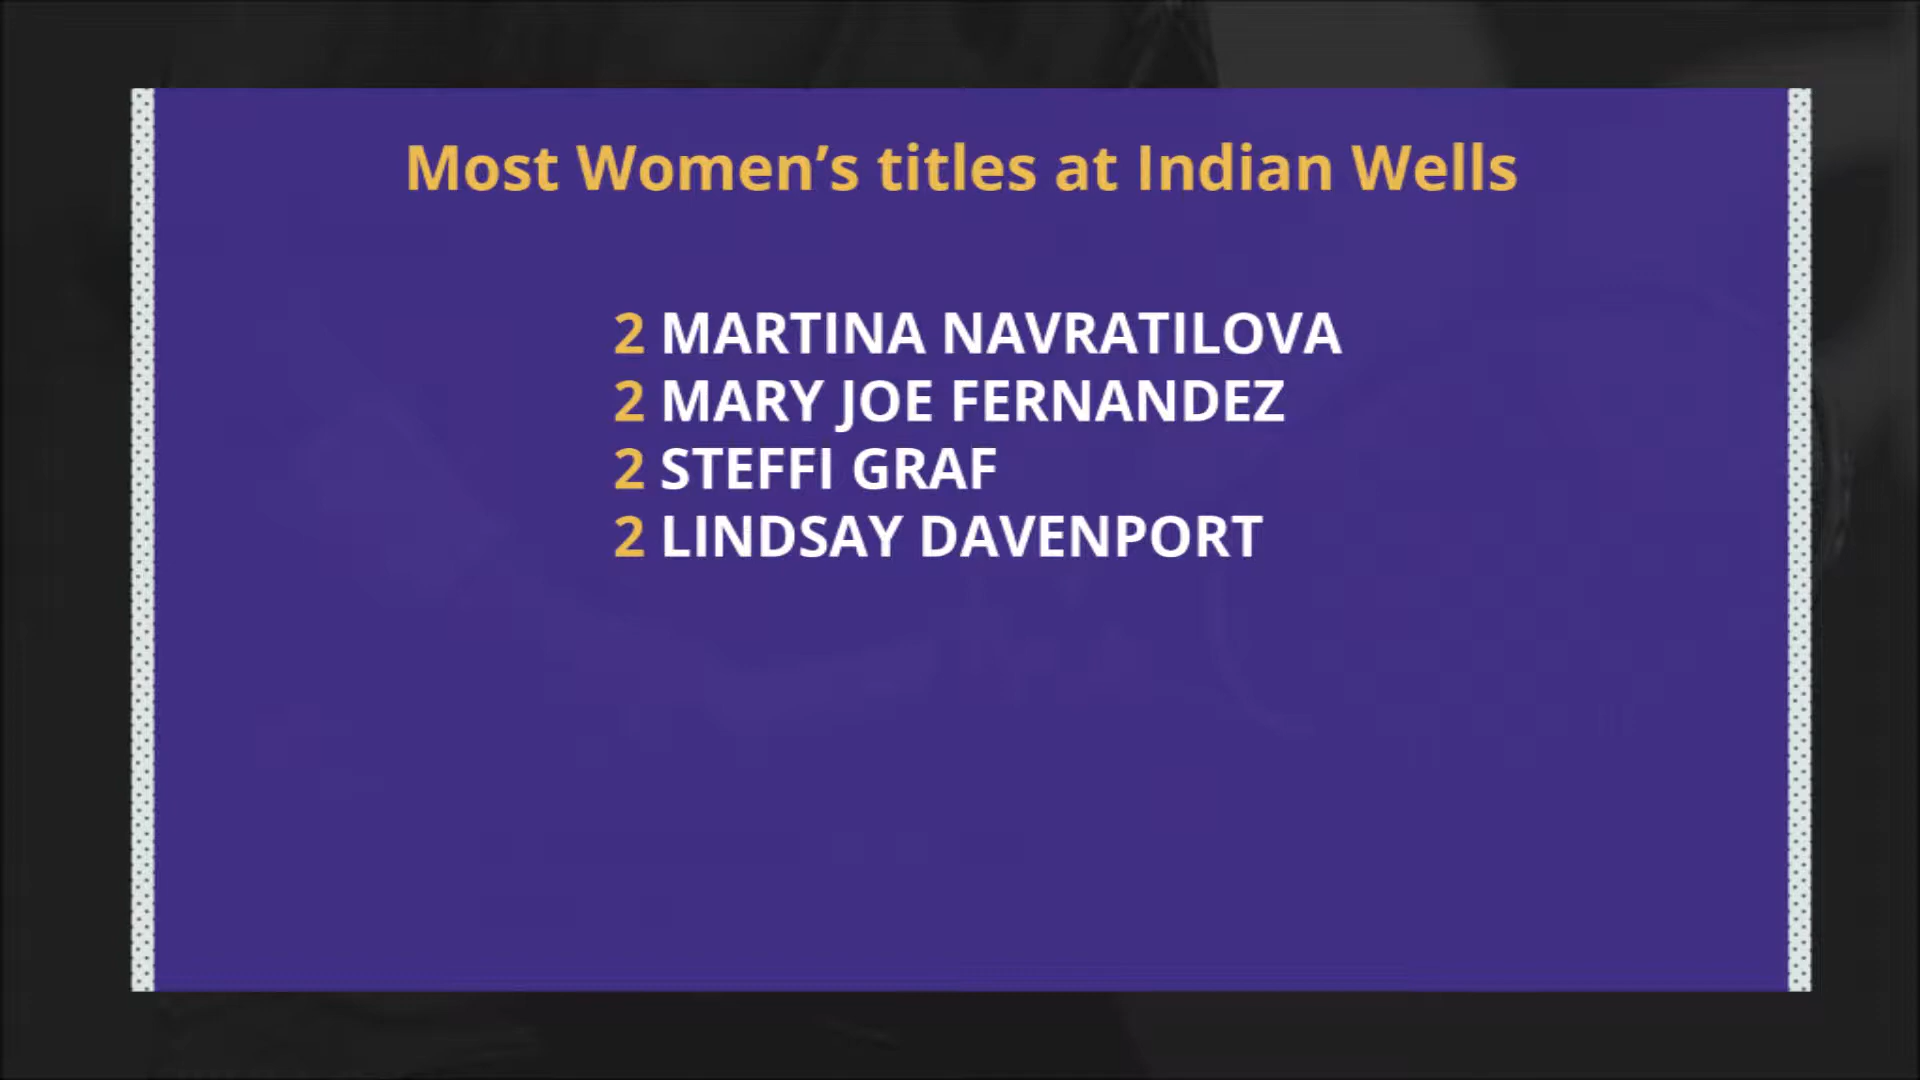 Most Women’s titles at Indian Wells
2 MARTINA NAVRATILOVA
2 MARY JOE FERNANDEZ
2 STEFFI GRAF
2 LINDSAY DAVENPORT